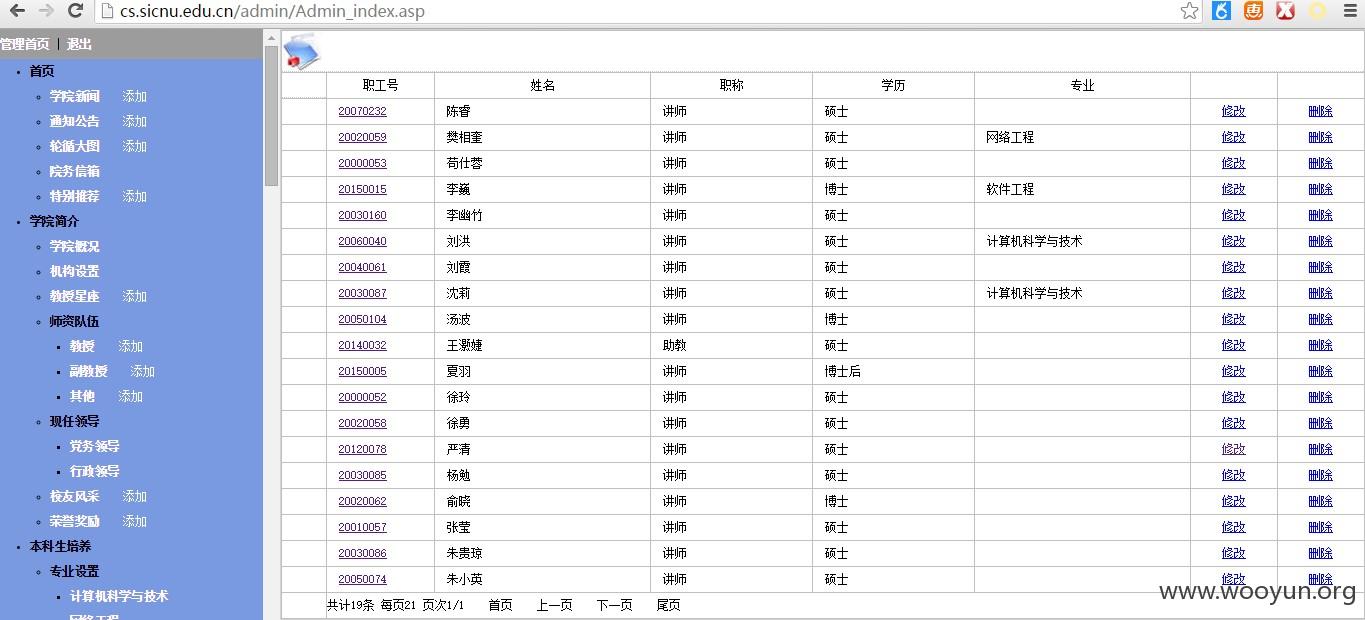 cs.sicnu.edu.cn/admin/Admin_index.asp
管理首页 | 退出
首页
学院新闻 添加
通知公告 添加
轮循大图 添加
院务信箱
特别推荐 添加
学院简介
学院概况
机构设置
教授星座 添加
师资队伍
教授 添加
副教授 添加
其他 添加
现任领导
党务领导
行政领导
校友风采 添加
荣誉奖励 添加
本科生培养
专业设置
计算机科学与技术
网络工程
职工号 姓名 职称 学历 专业
20070232 陈睿 讲师 硕士 修改 删除
20020059 樊相奎 讲师 硕士 网络工程 修改 删除
20000053 苟仕蓉 讲师 硕士 修改 删除
20150015 李巍 讲师 博士 软件工程 修改 删除
20030160 李幽竹 讲师 硕士 修改 删除
20060040 刘洪 讲师 硕士 计算机科学与技术 修改 删除
20040061 刘霞 讲师 硕士 修改 删除
20030087 沈莉 讲师 硕士 计算机科学与技术 修改 删除
20050104 汤波 讲师 博士 修改 删除
20140032 王灏婕 助教 硕士 修改 删除
20150005 夏羽 讲师 博士后 修改 删除
20000052 徐玲 讲师 硕士 修改 删除
20020058 徐勇 讲师 硕士 修改 删除
20120078 严清 讲师 硕士 修改 删除
20030085 杨勉 讲师 硕士 修改 删除
20020062 俞晓 讲师 博士 修改 删除
20010057 张莹 讲师 硕士 修改 删除
20030086 朱贵琼 讲师 硕士 修改 删除
20050074 朱小英 讲师 硕士 修改 删除
共计19条 每页21 页次1/1 首页 上一页 下一页 尾页
www.wooyun.org